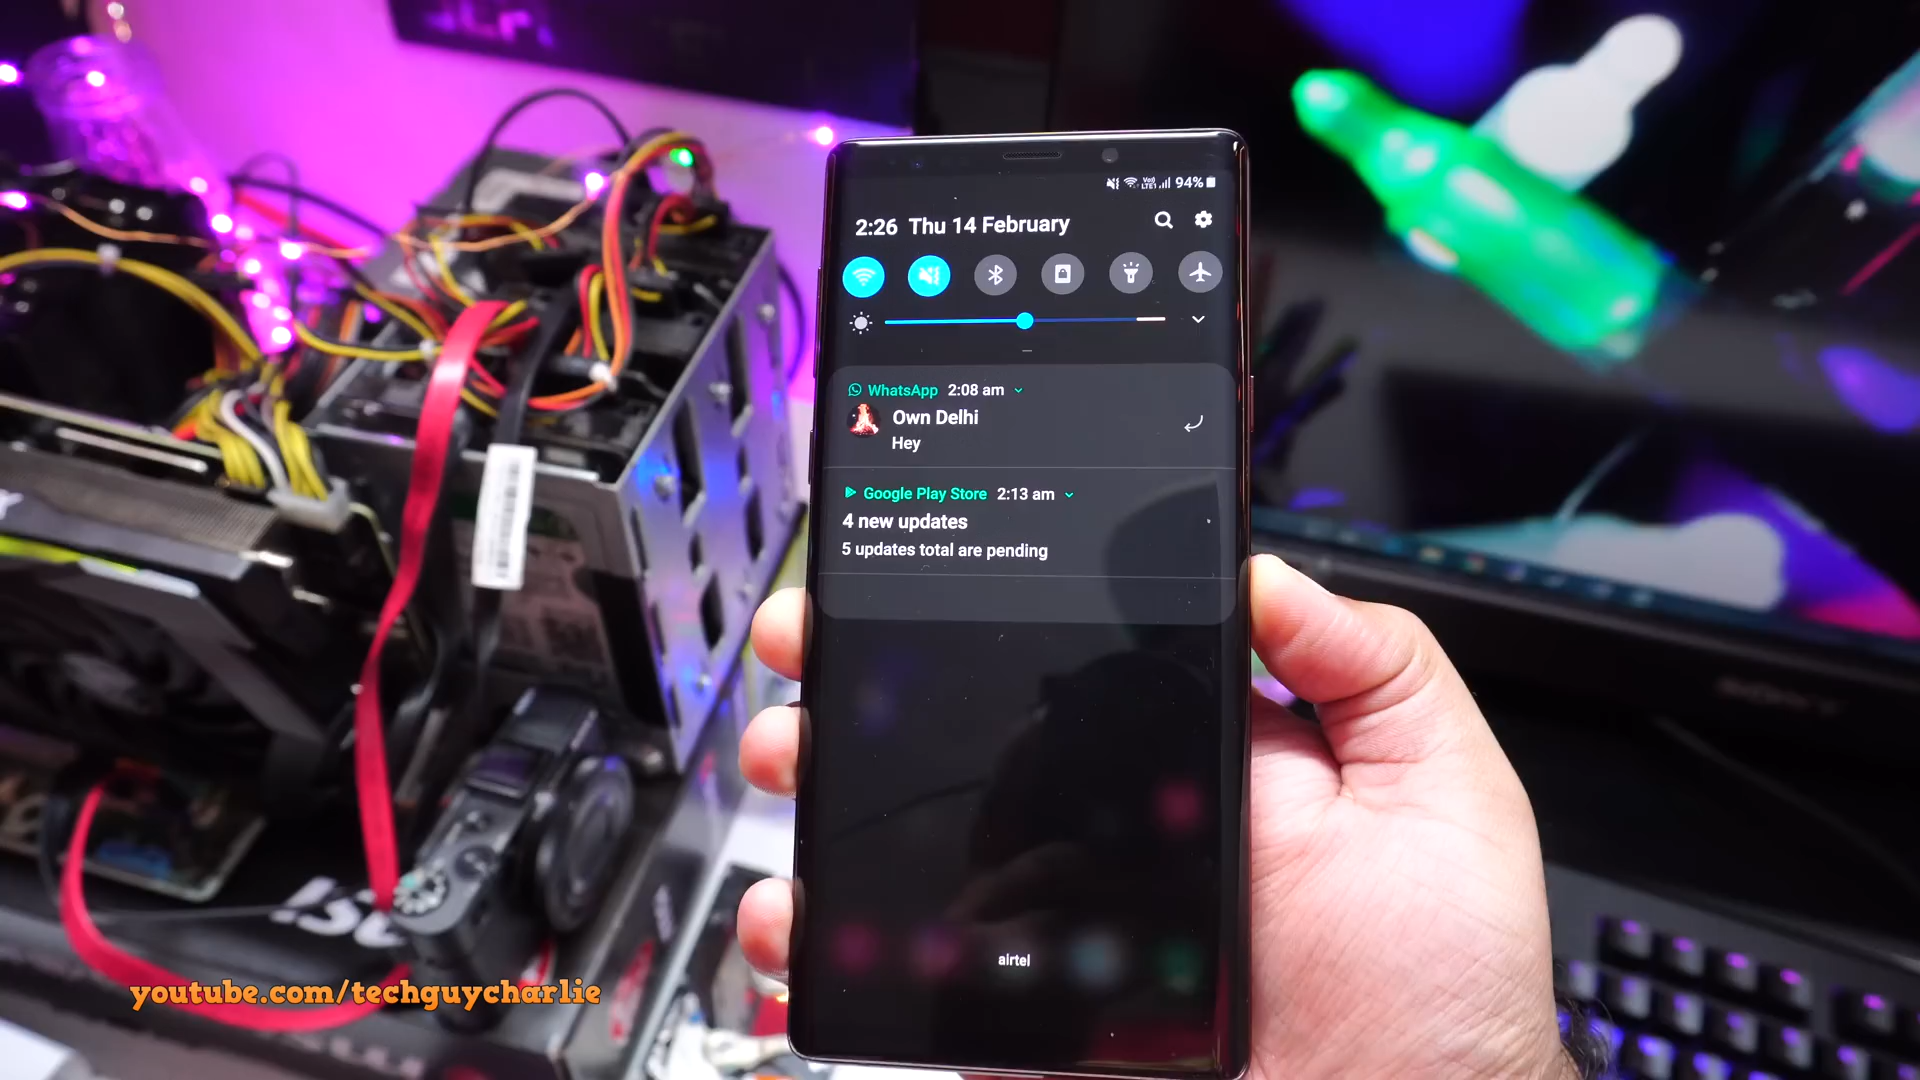 94%
2:26 Thu 14 February
WhatsApp 2:08 am
Own Delhi
Hey
Google Play Store 2:13 am
4 new updates
5 updates total are pending
airtel
SONY
youtube.com/techguycharlie